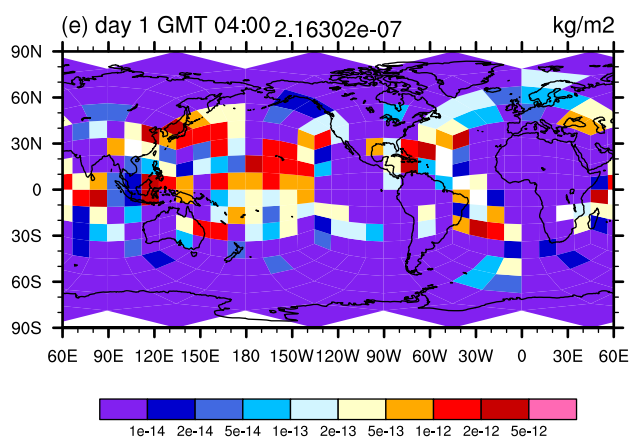 (e) day 1 GMT 04:00 2.16302e-07 kg/m2
90N
60N
30N
0
30S
60S
90S
60E 90E 120E 150E 180 150W 120W 90W 60W 30W 0 30E 60E
1e-14 2e-14 5e-14 1e-13 2e-13 5e-13 1e-12 2e-12 5e-12